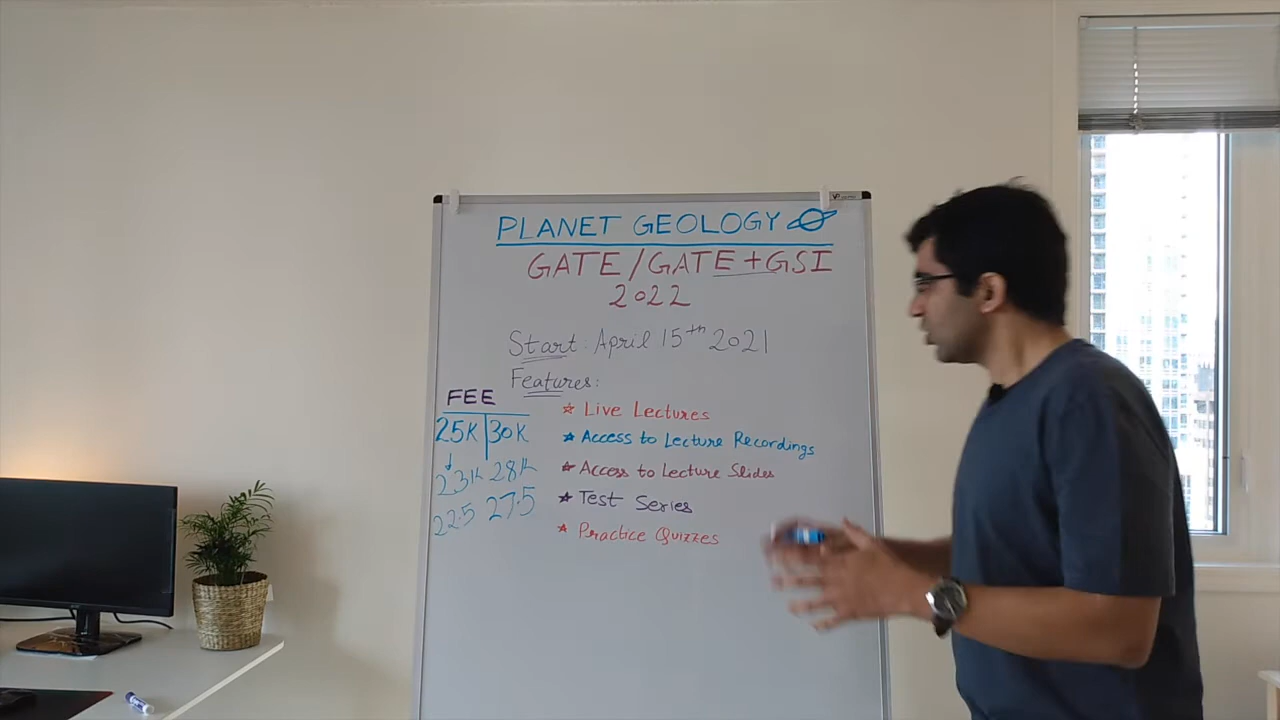 PLANET GEOLOGY
GATE / GATE + GSI
2022
Start: April 15th 2021
Features:
FEE
25K 30K
23K 28K
22.5 27.5
☆ Live Lectures
★ Access to Lecture Recordings
★ Access to Lecture Slides
★ Test Series
★ Practice Quizzes